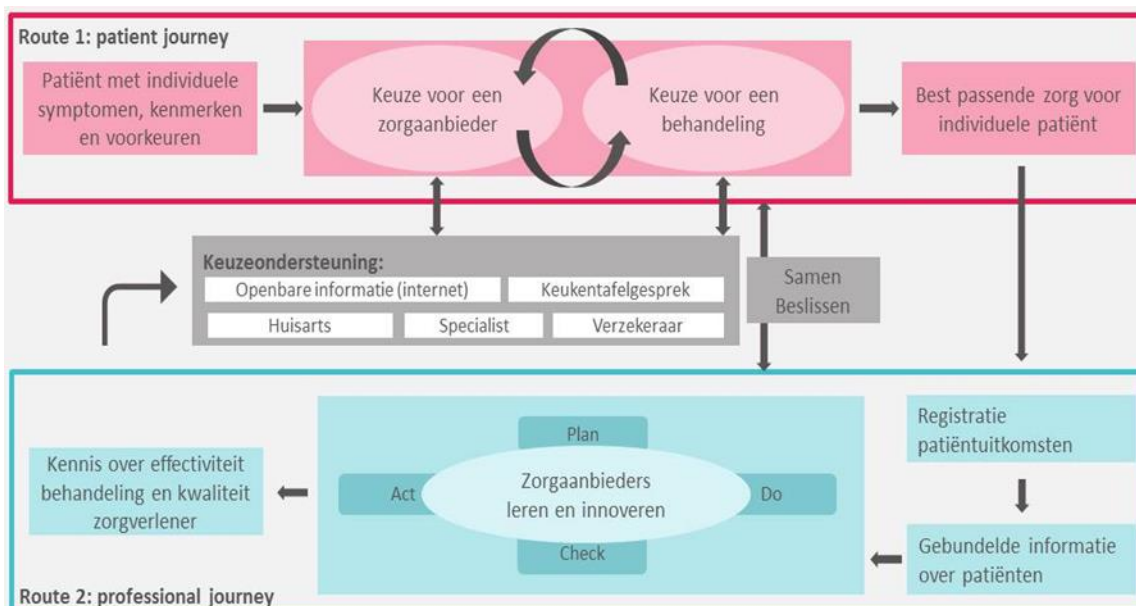 Route 1: patient journey
Patiënt met individuele
symptomen, kenmerken
en voorkeuren
Keuze voor een
zorgaanbieder
Keuze voor een
behandeling
Best passende zorg voor
individuele patiënt
Keuzeondersteuning:
Openbare informatie (internet)
Keukentafelgesprek
Huisarts
Specialist
Verzekeraar
Samen
Beslissen
Registratie
patiëntuitkomsten
Gebundelde informatie
over patiënten
Plan
Do
Check
Act
Zorgaanbieders
leren en innoveren
Kennis over effectiviteit
behandeling en kwaliteit
zorgverlener
Route 2: professional journey